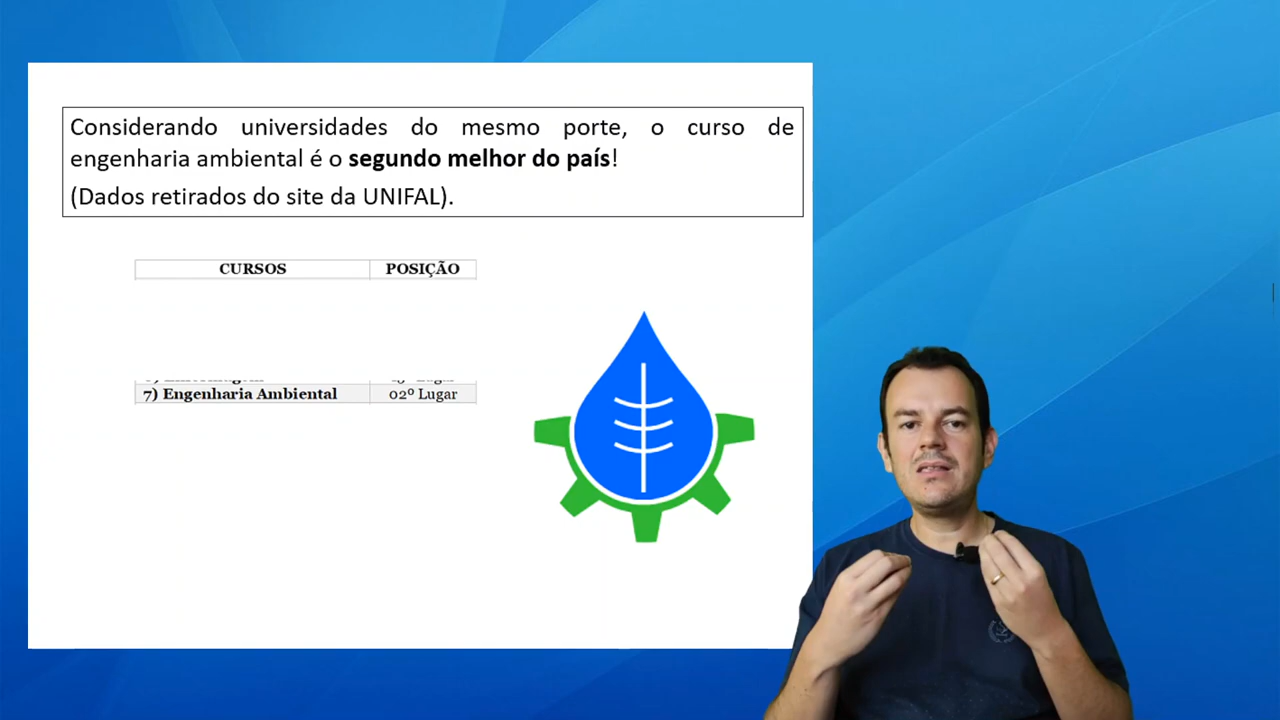 Considerando universidades do mesmo porte, o curso de
engenharia ambiental é o segundo melhor do país!
(Dados retirados do site da UNIFAL).
CURSOS POSIÇÃO
7) Engenharia Ambiental 02º Lugar